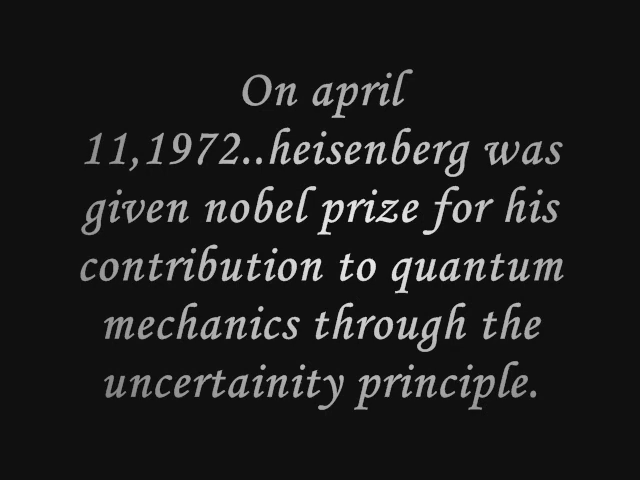 On april
11,1972..heisenberg was
given nobel prize for his
contribution to quantum
mechanics through the
uncertainity principle.